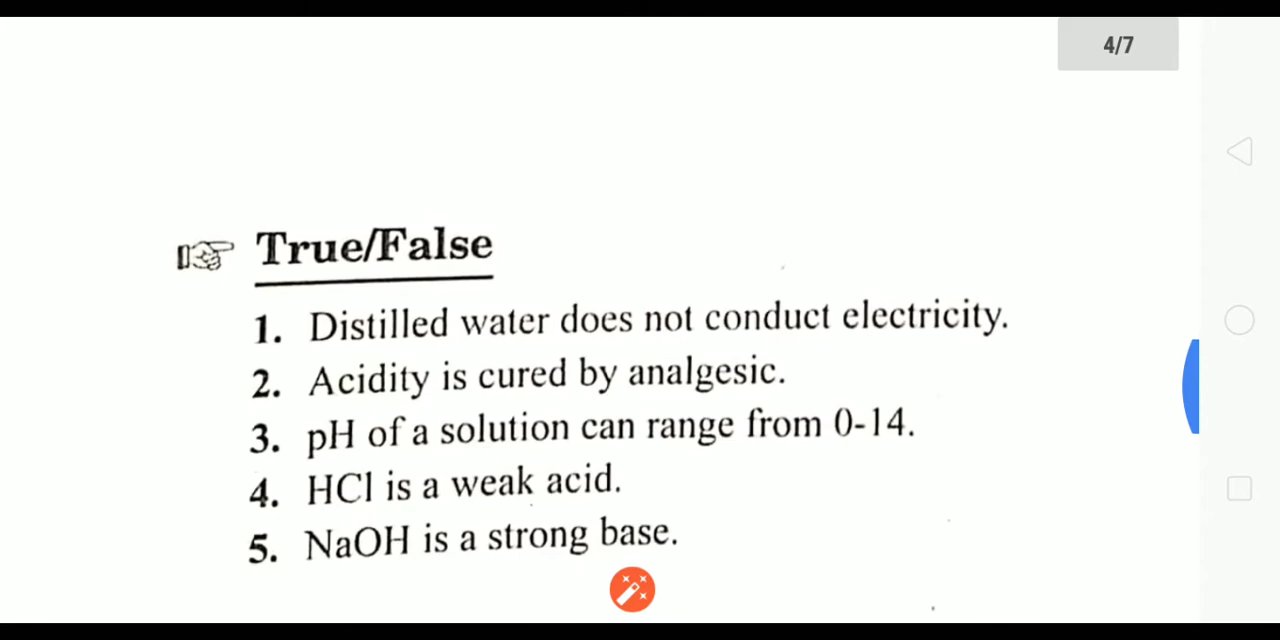 4/7
True/False
1. Distilled water does not conduct electricity.
2. Acidity is cured by analgesic.
3. pH of a solution can range from 0-14.
4. HCl is a weak acid.
5. NaOH is a strong base.